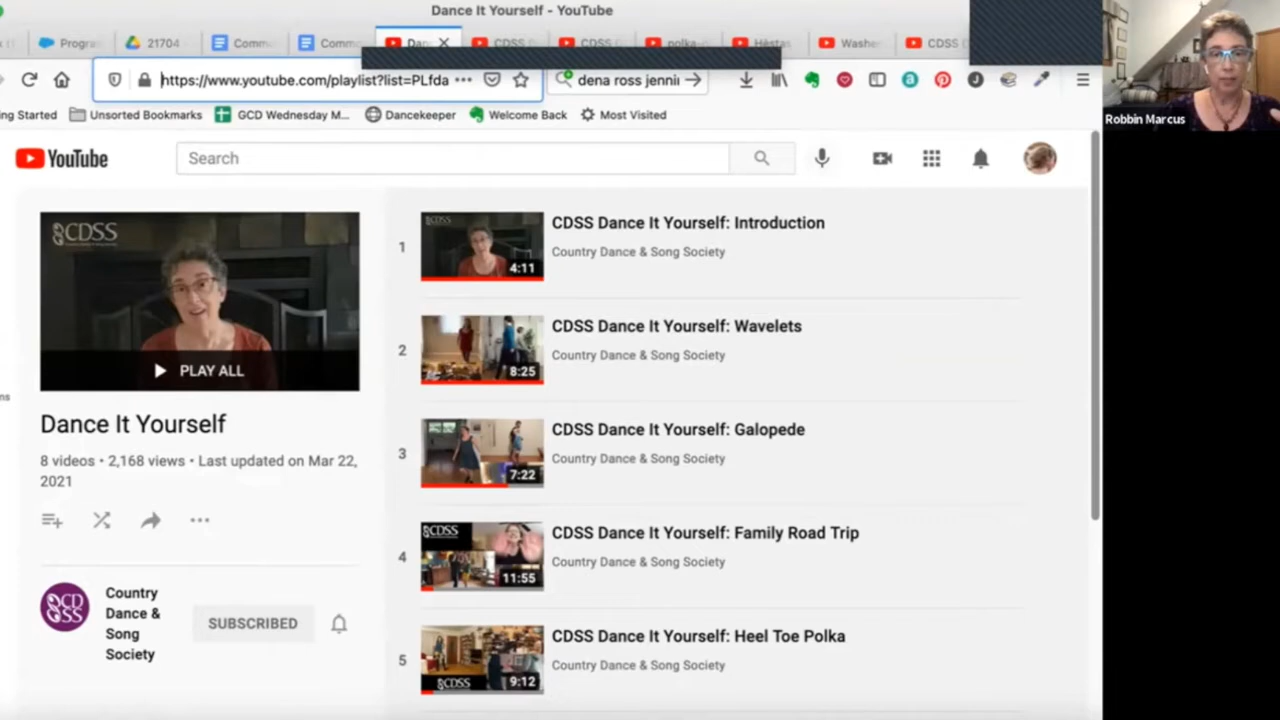 Dance It Yourself - YouTube
Progra
21704
Comm
Comm
Dan
CDSS
CDSS
polka-
Hèstas
Washe
CDSS (
https://www.youtube.com/playlist?list=PLfda
dena ross jennin
ing Started
Unsorted Bookmarks
GCD Wednesday M...
Dancekeeper
Welcome Back
Most Visited
Robbin Marcus
YouTube
Search
CDSS
PLAY ALL
Dance It Yourself
8 videos • 2,168 views • Last updated on Mar 22,
2021
CDSS
Country
Dance &
Song
Society
SUBSCRIBED
1
CDSS
4:11
CDSS Dance It Yourself: Introduction
Country Dance & Song Society
2
8:25
CDSS Dance It Yourself: Wavelets
Country Dance & Song Society
3
7:22
CDSS Dance It Yourself: Galopede
Country Dance & Song Society
4
CDSS
11:55
CDSS Dance It Yourself: Family Road Trip
Country Dance & Song Society
5
CDSS
9:12
CDSS Dance It Yourself: Heel Toe Polka
Country Dance & Song Society